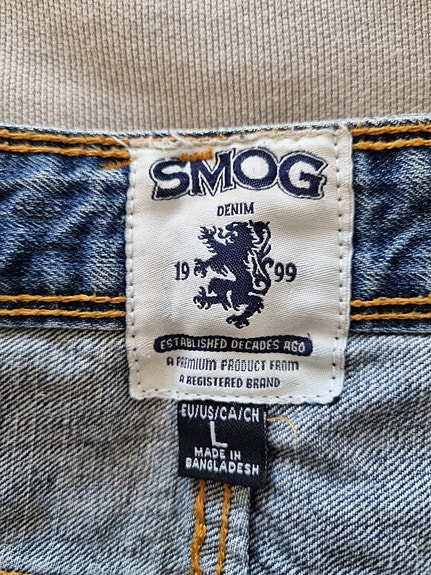 SMOG
DENIM
19 99
ESTABLISHED DECADES AGO
A PREMIUM PRODUCT FROM
A REGISTERED BRAND
EU/US/CA/CN
L
MADE IN
BANGLADESH